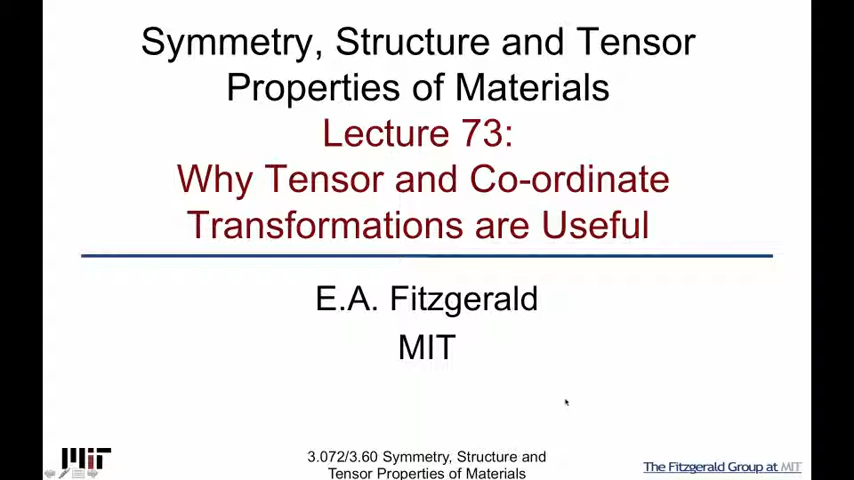 Symmetry, Structure and Tensor
Properties of Materials
Lecture 73:
Why Tensor and Co-ordinate
Transformations are Useful
E.A. Fitzgerald
MIT
MIT
3.072/3.60 Symmetry, Structure and
Tensor Properties of Materials
The Fitzgerald Group at MIT